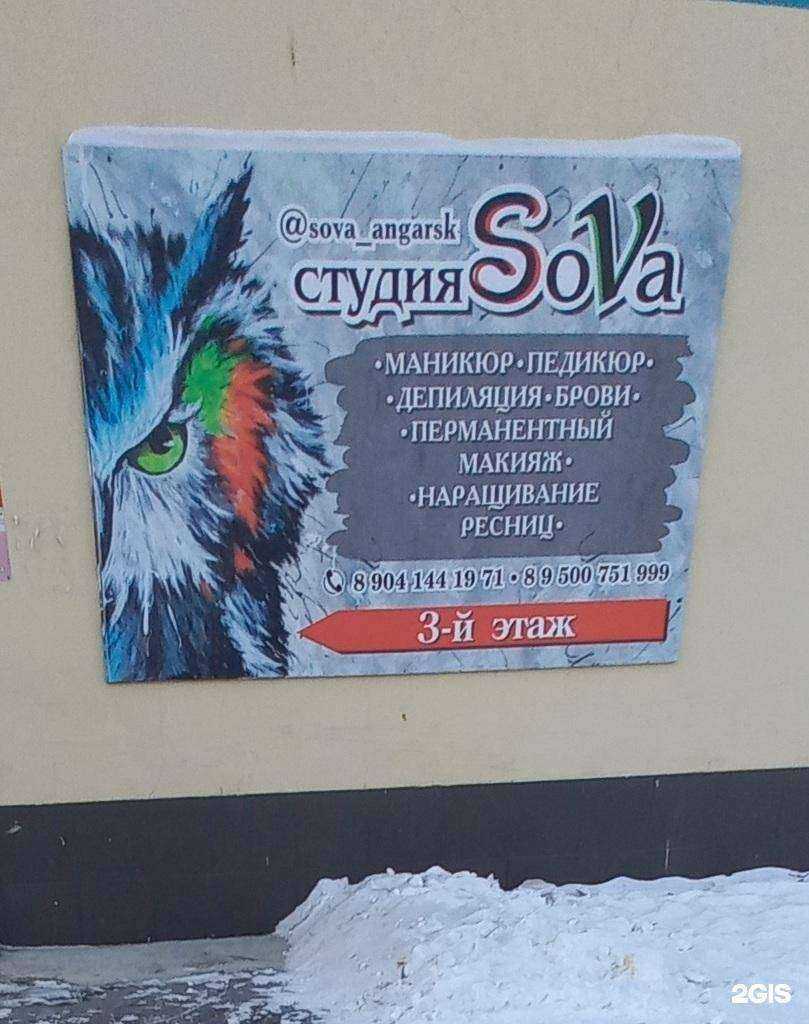 @sova_angarsk
студия SoVa
•МАНИКЮР•ПЕДИКЮР•
•ДЕПИЛЯЦИЯ•БРОВИ•
•ПЕРМАНЕНТНЫЙ
МАКИЯЖ•
•НАРАЩИВАНИЕ
РЕСНИЦ•
8 904 144 19 71 • 8 9 500 751 999
3-й этаж
2GIS